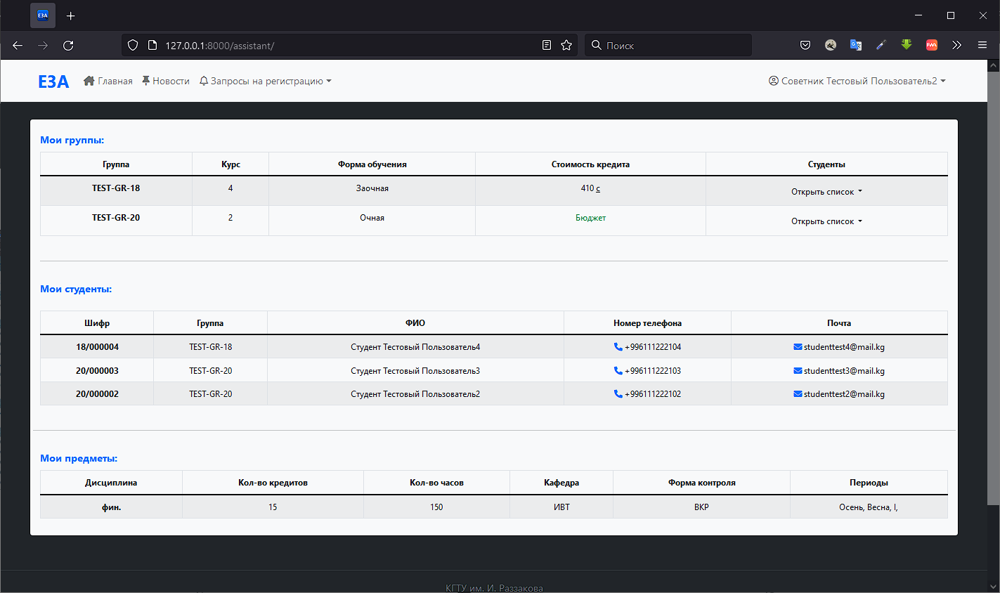 ЕЗА
127.0.0.1:8000/assistant/
Поиск
ЕЗА Главная Новости Запросы на регистрацию Советник Тестовый Пользователь2
Мои группы:
Группа Курс Форма обучения Стоимость кредита Студенты
TEST-GR-18 4 Заочная 410 с Открыть список
TEST-GR-20 2 Очная Бюджет Открыть список
Мои студенты:
Шифр Группа ФИО Номер телефона Почта
18/000004 TEST-GR-18 Студент Тестовый Пользователь4 +996111222104 studenttest4@mail.kg
20/000003 TEST-GR-20 Студент Тестовый Пользователь3 +996111222103 studenttest3@mail.kg
20/000002 TEST-GR-20 Студент Тестовый Пользователь2 +996111222102 studenttest2@mail.kg
Мои предметы:
Дисциплина Кол-во кредитов Кол-во часов Кафедра Форма контроля Периоды
фин. 15 150 ИВТ ВКР Осень, Весна, I,
КГТУ им. И. Раззакова